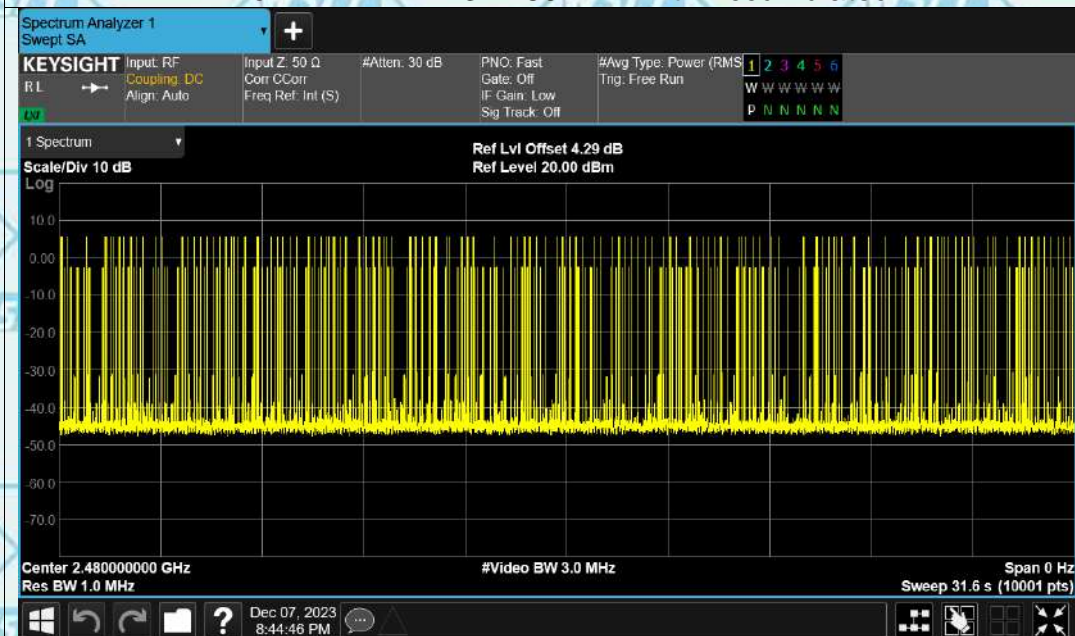 Spectrum Analyzer 1
Swept SA
+
KEYSIGHT Input: RF Input Z: 50 Ω #Atten: 30 dB PNO: Fast #Avg Type: Power (RMS 1 2 3 4 5 6
RL Coupling: DC Corr CCorr Gate: Off Trig: Free Run W W W W W W
Align: Auto Freq Ref: Int (S) IF Gain: Low
Sig Track: Off P N N N N N
LXI
1 Spectrum
Ref Lvl Offset 4.29 dB
Scale/Div 10 dB Ref Level 20.00 dBm
Log
10.0
0.00
-10.0
-20.0
-30.0
-40.0
-50.0
-60.0
-70.0
Center 2.480000000 GHz #Video BW 3.0 MHz Span 0 Hz
Res BW 1.0 MHz Sweep 31.6 s (10001 pts)
? Dec 07, 2023
8:44:46 PM